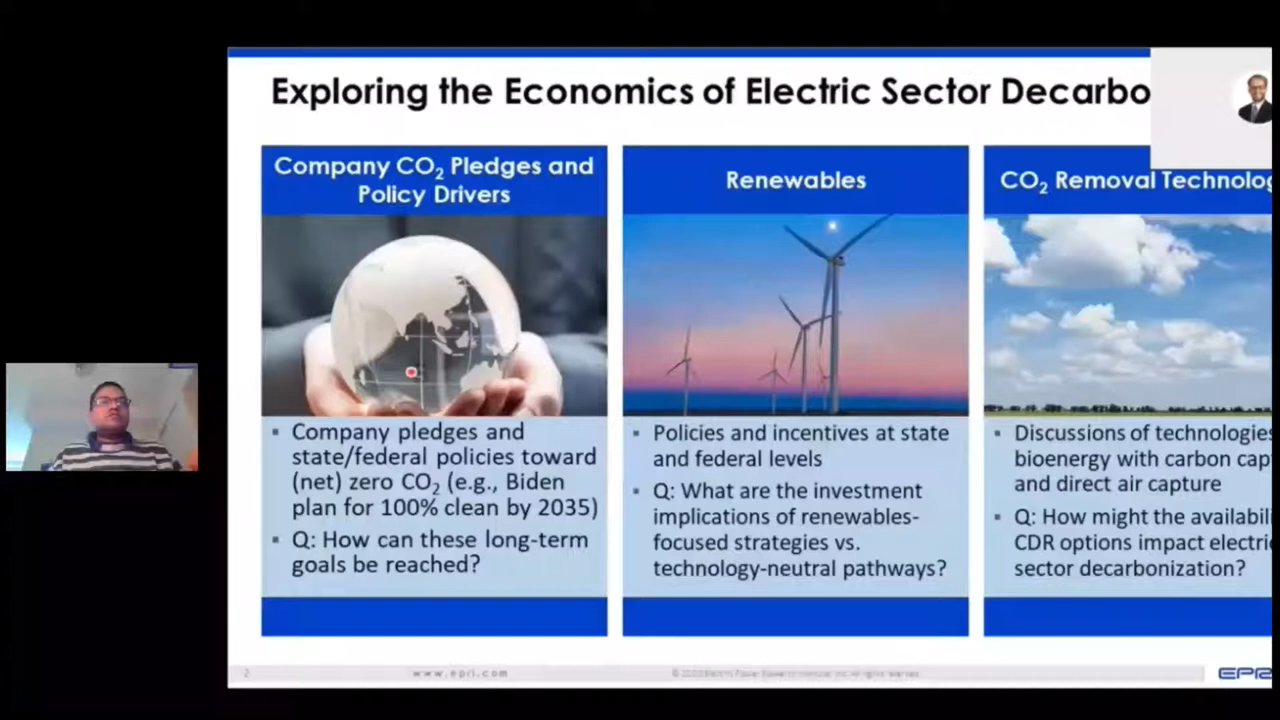 Exploring the Economics of Electric Sector Decarbo
Company CO₂ Pledges and
Policy Drivers
▪ Company pledges and
state/federal policies toward
(net) zero CO₂ (e.g., Biden
plan for 100% clean by 2035)
▪ Q: How can these long-term
goals be reached?
Renewables
▪ Policies and incentives at state
and federal levels
▪ Q: What are the investment
implications of renewables-
focused strategies vs.
technology-neutral pathways?
CO₂ Removal Technolog
▪ Discussions of technologies
bioenergy with carbon cap
and direct air capture
▪ Q: How might the availabili
CDR options impact electri
sector decarbonization?
2
www.epri.com
EPRI